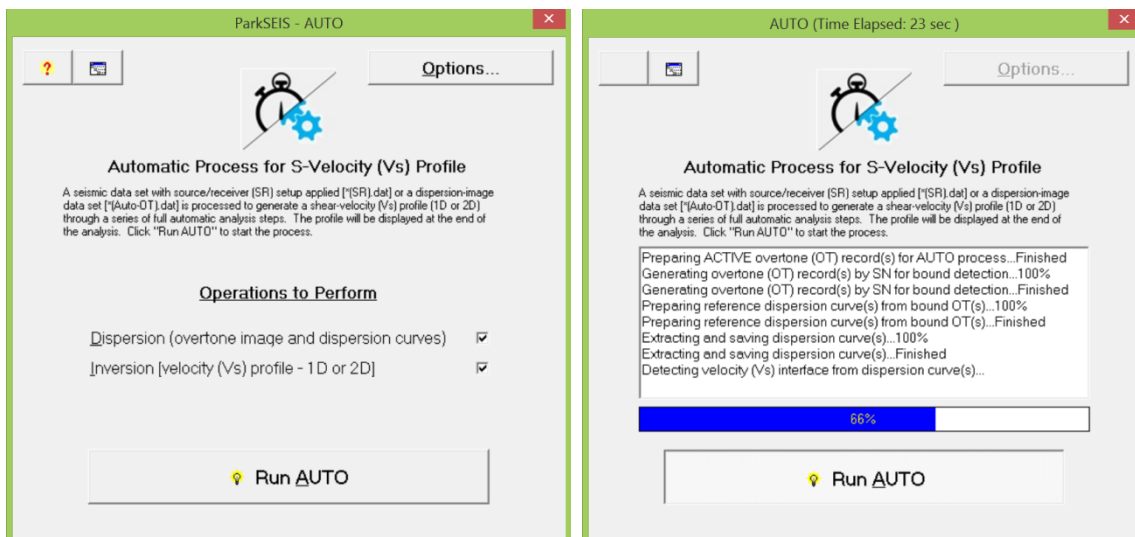 ParkSEIS - AUTO
?
Options...
Automatic Process for S-Velocity (Vs) Profile
A seismic data set with source/receiver (SR) setup applied [*(SR).dat] or a dispersion-image
data set [*(Auto-OT).dat] is processed to generate a shear-velocity (Vs) profile (1D or 2D)
through a series of full automatic analysis steps. The profile will be displayed at the end of
the analysis. Click "Run AUTO" to start the process.
Operations to Perform
Dispersion (overtone image and dispersion curves)
Inversion [velocity (Vs) profile - 1D or 2D]
Run AUTO
AUTO (Time Elapsed: 23 sec )
Options...
Automatic Process for S-Velocity (Vs) Profile
A seismic data set with source/receiver (SR) setup applied [*(SR).dat] or a dispersion-image
data set [*(Auto-OT).dat] is processed to generate a shear-velocity (Vs) profile (1D or 2D)
through a series of full automatic analysis steps. The profile will be displayed at the end of
the analysis. Click "Run AUTO" to start the process.
Preparing ACTIVE overtone (OT) record(s) for AUTO process...Finished
Generating overtone (OT) record(s) by SN for bound detection...100%
Generating overtone (OT) record(s) by SN for bound detection...Finished
Preparing reference dispersion curve(s) from bound OT(s)...100%
Preparing reference dispersion curve(s) from bound OT(s)...Finished
Extracting and saving dispersion curve(s)...100%
Extracting and saving dispersion curve(s)...Finished
Detecting velocity (Vs) interface from dispersion curve(s)...
66%
Run AUTO